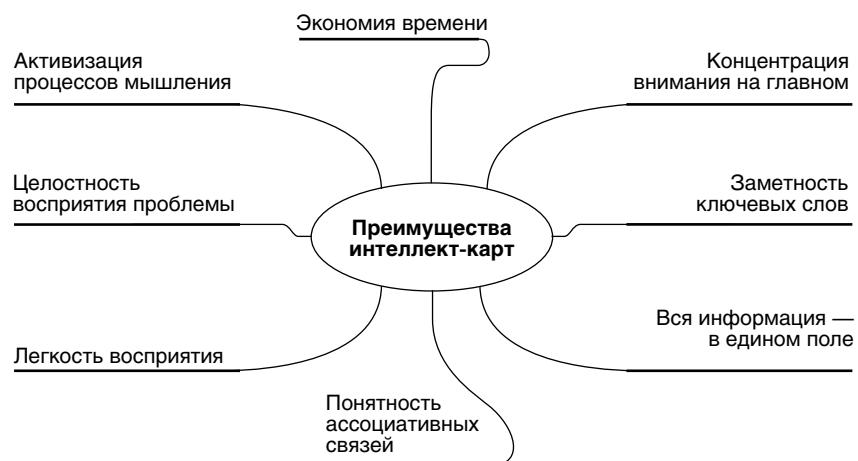 Экономия времени
Активизация
процессов мышления
Концентрация
внимания на главном
Целостность
восприятия проблемы
Заметность
ключевых слов
Преимущества
интеллект-карт
Вся информация —
в едином поле
Легкость восприятия
Понятность
ассоциативных
связей